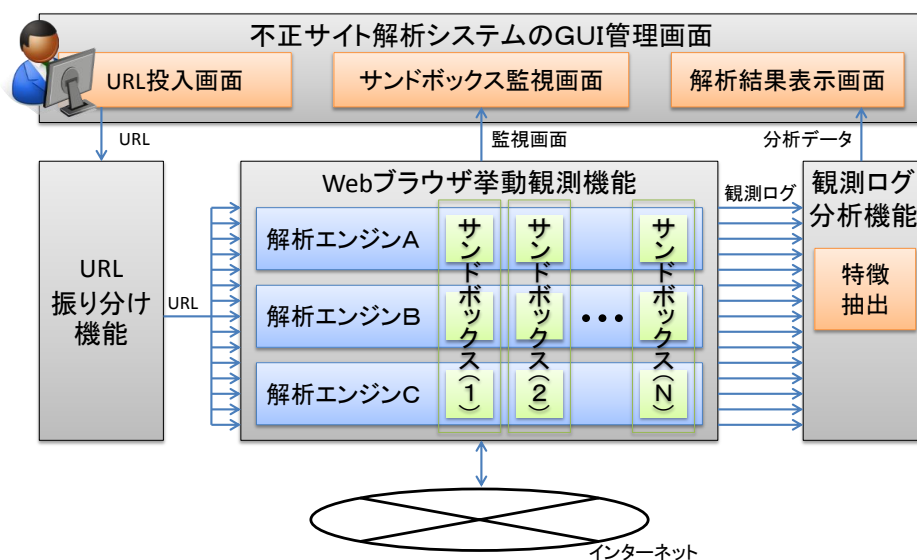 不正サイト解析システムのGUI管理画面
URL投入画面
サンドボックス監視画面
解析結果表示画面
URL
監視画面
分析データ
URL
振り分け
機能
URL
Webブラウザ挙動観測機能
解析エンジンA
解析エンジンB
解析エンジンC
サンドボックス(1)
サンドボックス(2)
•••
サンドボックス(N)
観測ログ
観測ログ
分析機能
特徴
抽出
インターネット